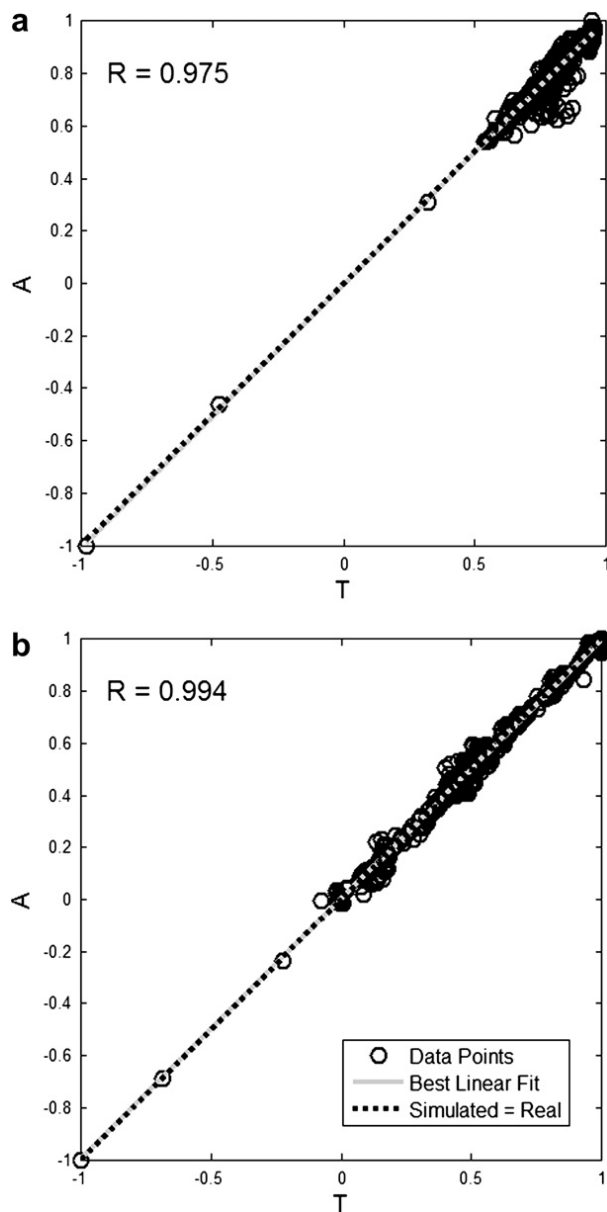 a
R = 0.975
1
0.8
0.6
0.4
0.2
0
-0.2
-0.4
-0.6
-0.8
-1
A
-1
-0.5
0
0.5
1
T
b
R = 0.994
1
0.8
0.6
0.4
0.2
0
-0.2
-0.4
-0.6
-0.8
-1
A
Data Points
Best Linear Fit
Simulated = Real
-1
-0.5
0
0.5
1
T